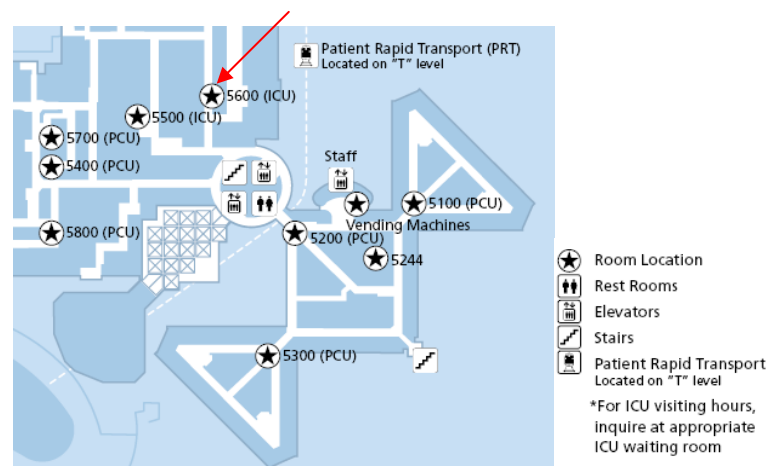 Patient Rapid Transport (PRT)
Located on "T" level
5600 (ICU)
5500 (ICU)
5700 (PCU)
5400 (PCU)
Staff
5100 (PCU)
Vending Machines
5800 (PCU)
5200 (PCU)
5244
5300 (PCU)
Room Location
Rest Rooms
Elevators
Stairs
Patient Rapid Transport
Located on "T" level
*For ICU visiting hours,
inquire at appropriate
ICU waiting room